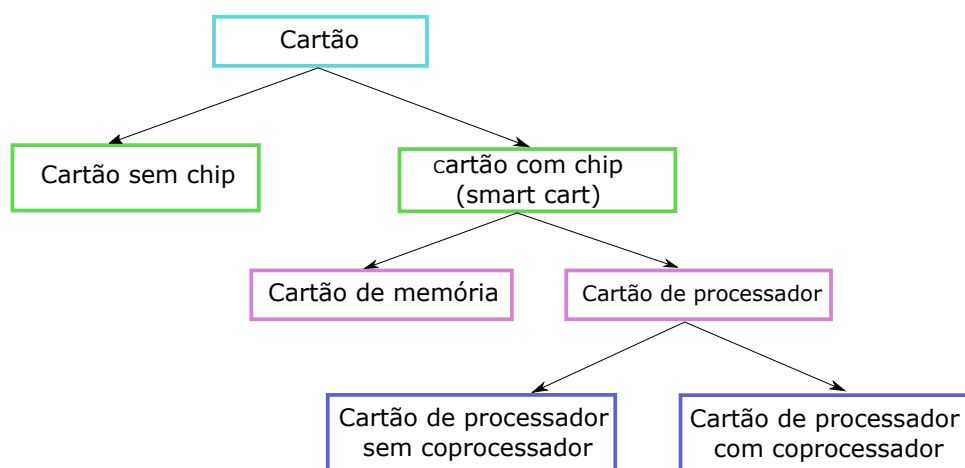 Cartão
Cartão sem chip
cartão com chip
(smart cart)
Cartão de memória
Cartão de processador
Cartão de processador
sem coprocessador
Cartão de processador
com coprocessador